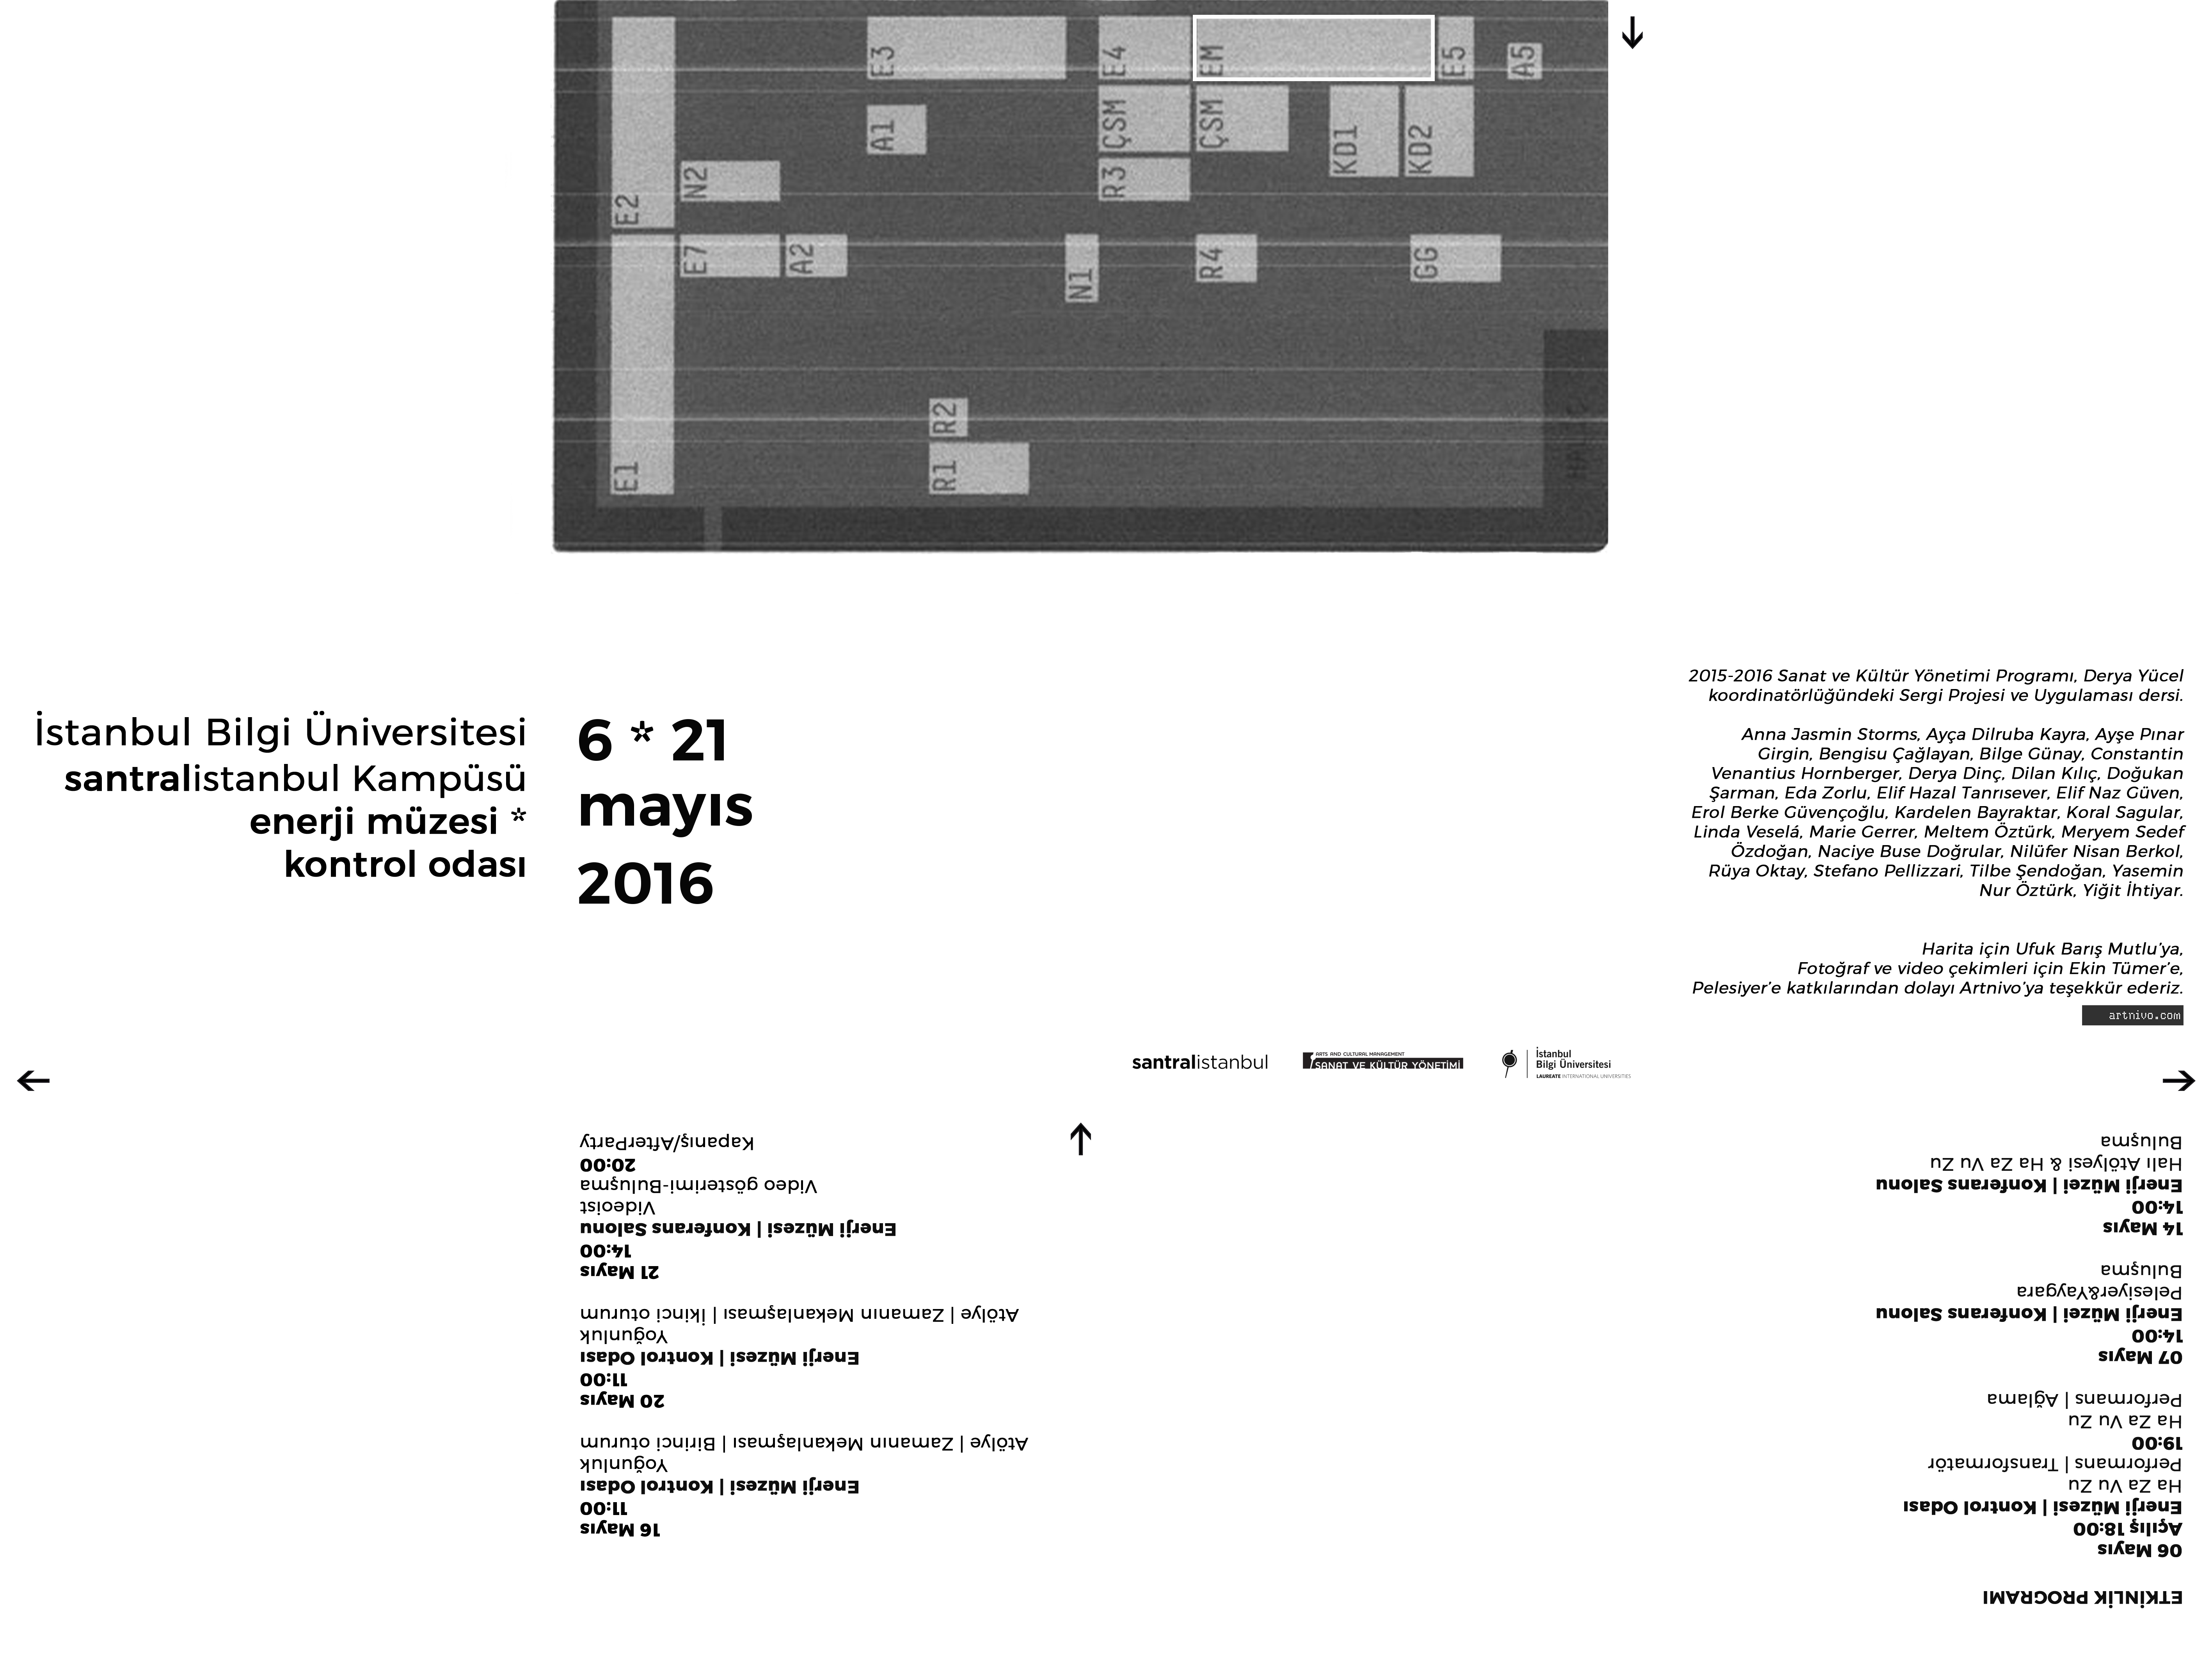 E3
E4
EM
E5
A5
A1
ÇSM
ÇSM
KD1
KD2
N2
R3
E2
E7
A2
N1
R4
GG
R2
E1
R1
İstanbul Bilgi Üniversitesi
santralistanbul Kampüsü
enerji müzesi *
kontrol odası
6 * 21
mayıs
2016
2015-2016 Sanat ve Kültür Yönetimi Programı, Derya Yücel
koordinatörlüğündeki Sergi Projesi ve Uygulaması dersi.
Anna Jasmin Storms, Ayça Dilruba Kayra, Ayşe Pınar
Girgin, Bengisu Çağlayan, Bilge Günay, Constantin
Venantius Hornberger, Derya Dinç, Dilan Kılıç, Doğukan
Şarman, Eda Zorlu, Elif Hazal Tanrısever, Elif Naz Güven,
Erol Berke Güvençoğlu, Kardelen Bayraktar, Koral Sagular,
Linda Veselá, Marie Gerrer, Meltem Öztürk, Meryem Sedef
Özdoğan, Naciye Buse Doğrular, Nilüfer Nisan Berkol,
Rüya Oktay, Stefano Pellizzari, Tilbe Şendoğan, Yasemin
Nur Öztürk, Yiğit İhtiyar.
Harita için Ufuk Barış Mutlu'ya,
Fotoğraf ve video çekimleri için Ekin Tümer'e,
Pelesiyer'e katkılarından dolayı Artnivo'ya teşekkür ederiz.
artnivo.com
santralistanbul
ARTS AND CULTURAL MANAGEMENT
SANAT VE KÜLTÜR YÖNETİMİ
İstanbul
Bilgi Üniversitesi
LAUREATE INTERNATIONAL UNIVERSITIES
ETKİNLİK PROGRAMI
06 Mayıs
Açılış 18:00
Enerji Müzesi | Kontrol Odası
Ha Za Vu Zu
Performans | Transformatör
19:00
Ha Za Vu Zu
Performans | Ağlama
07 Mayıs
14:00
Enerji Müzei | Konferans Salonu
Pelesiyer&Yaygara
Buluşma
14 Mayıs
14:00
Enerji Müzei | Konferans Salonu
Halı Atölyesi & Ha Za Vu Zu
Buluşma
16 Mayıs
11:00
Enerji Müzesi | Kontrol Odası
Yoğunluk
Atölye | Zamanın Mekanlaşması | Birinci oturum
20 Mayıs
11:00
Enerji Müzesi | Kontrol Odası
Yoğunluk
Atölye | Zamanın Mekanlaşması | İkinci oturum
21 Mayıs
14:00
Enerji Müzesi | Konferans Salonu
Videoist
Video gösterimi-Buluşma
20:00
Kapanış/AfterParty